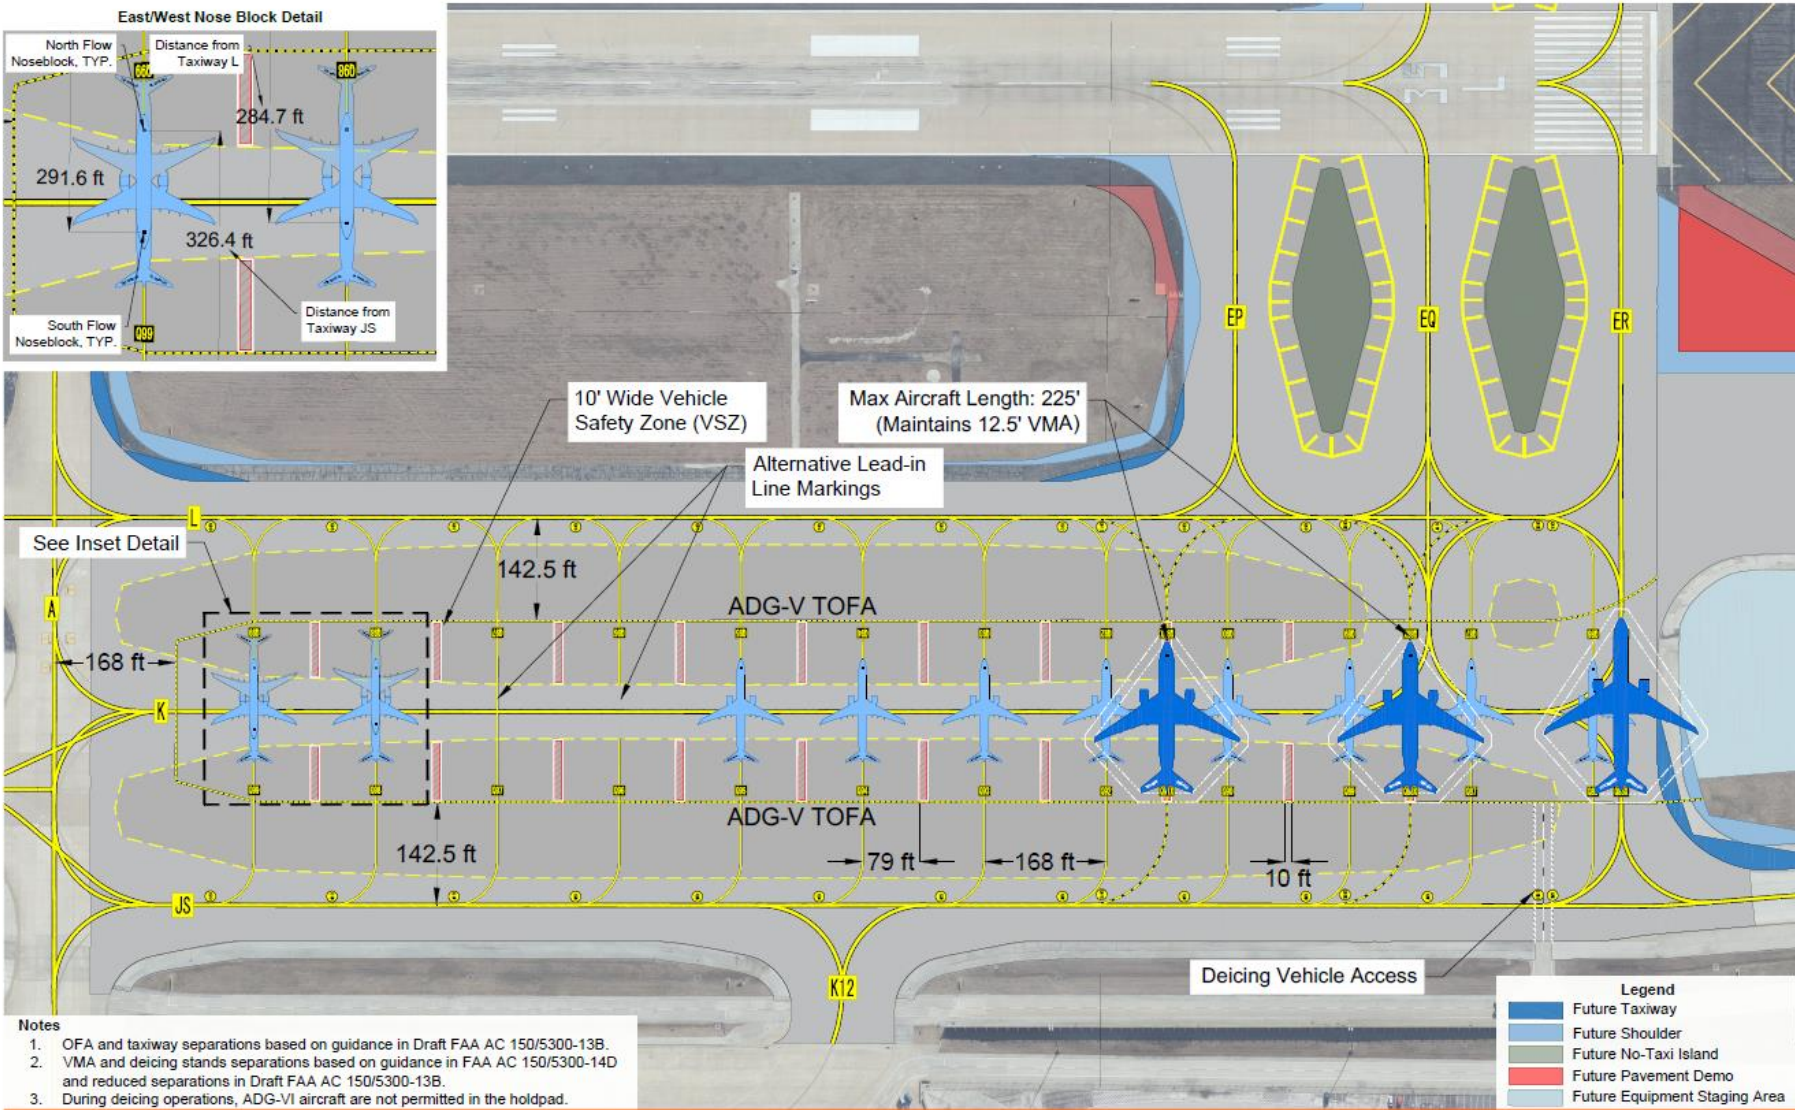 East/West Nose Block Detail
North Flow
Noseblock, TYP.
Distance from
Taxiway L
284.7 ft
291.6 ft
326.4 ft
South Flow
Noseblock, TYP.
Distance from
Taxiway JS
EP
EQ
ER
10' Wide Vehicle
Safety Zone (VSZ)
Max Aircraft Length: 225'
(Maintains 12.5' VMA)
Alternative Lead-in
Line Markings
L
See Inset Detail
142.5 ft
ADG-V TOFA
A
168 ft
K
ADG-V TOFA
142.5 ft
79 ft
168 ft
10 ft
JS
K12
Deicing Vehicle Access
Notes
1. OFA and taxiway separations based on guidance in Draft FAA AC 150/5300-13B.
2. VMA and deicing stands separations based on guidance in FAA AC 150/5300-14D
and reduced separations in Draft FAA AC 150/5300-13B.
3. During deicing operations, ADG-VI aircraft are not permitted in the holdpad.
Legend
Future Taxiway
Future Shoulder
Future No-Taxi Island
Future Pavement Demo
Future Equipment Staging Area